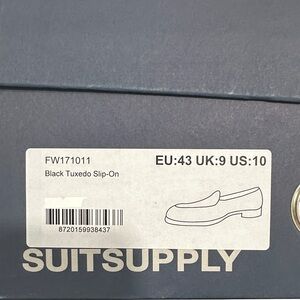 FW171011
EU:43 UK:9 US:10
Black Tuxedo Slip-On
8720159938437
SUITSUPPLY